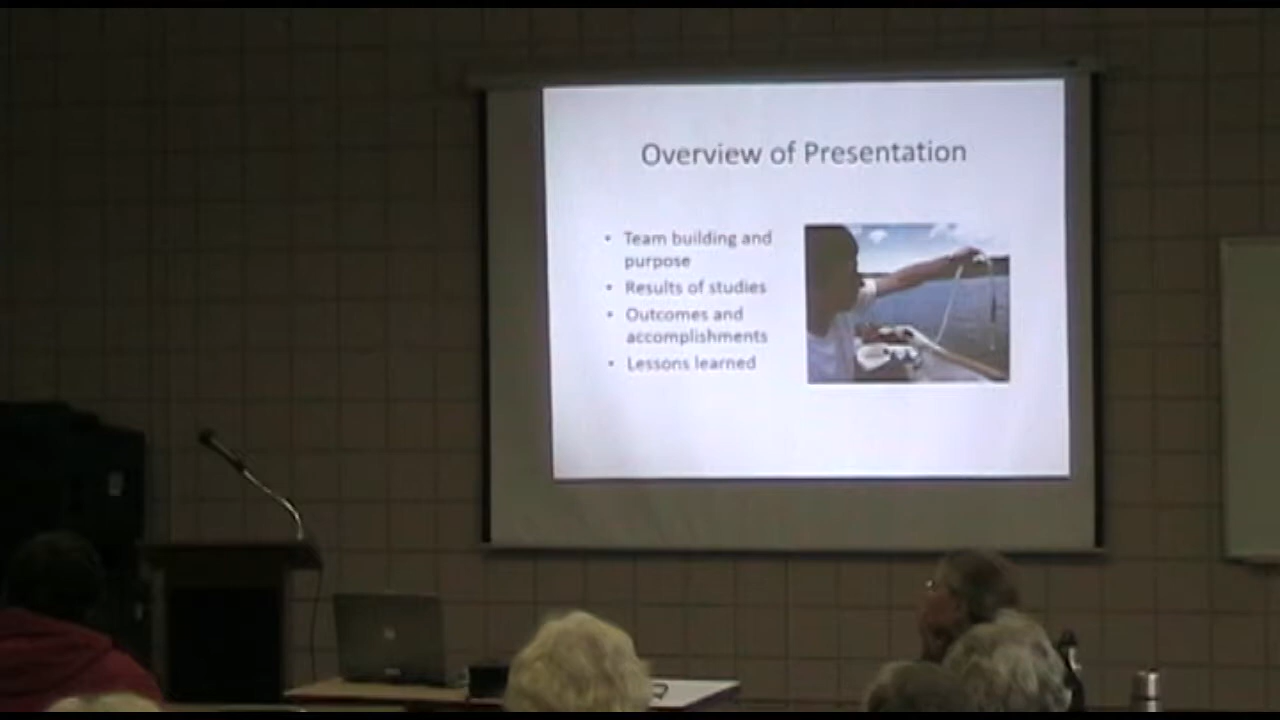 Overview of Presentation
• Team building and
purpose
• Results of studies
• Outcomes and
accomplishments
• Lessons learned